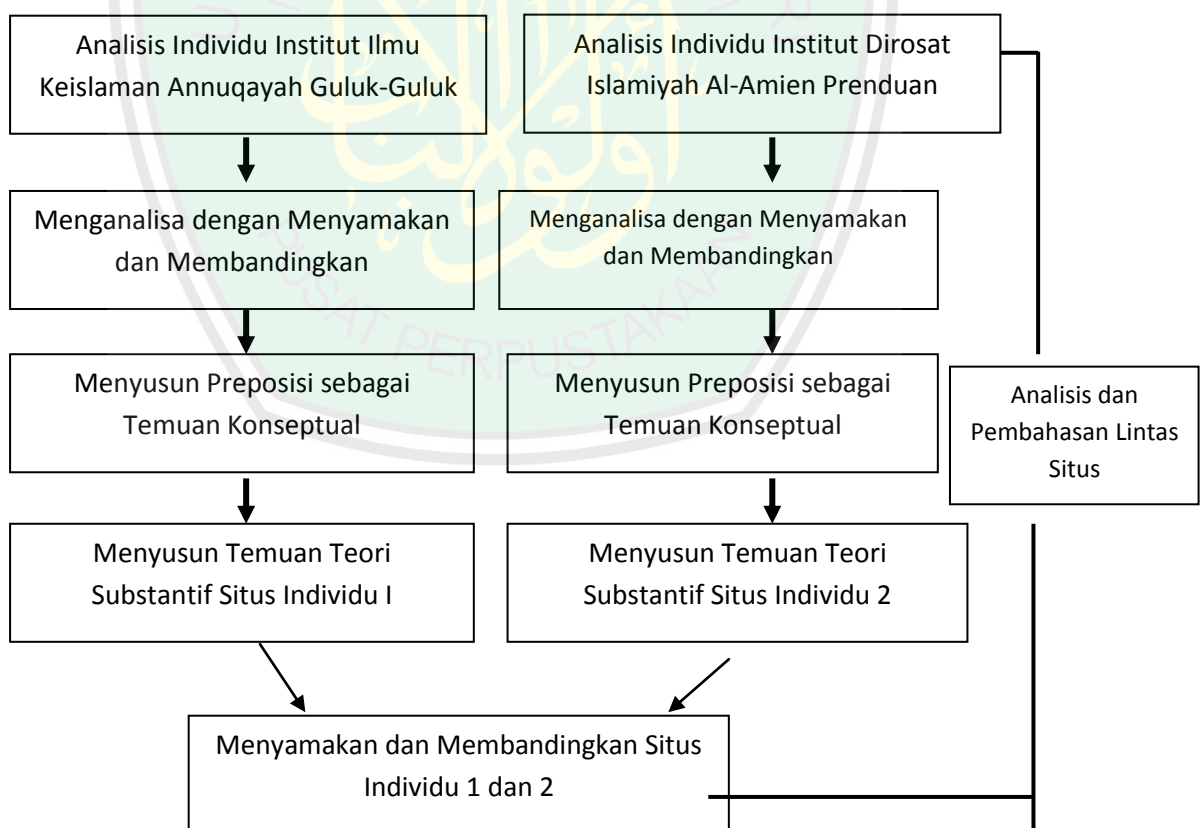 Analisis Individu Institut Ilmu
Keislaman Annuqayah Guluk-Guluk
Analisis Individu Institut Dirosat
Islamiyah Al-Amien Prenduan
Menganalisa dengan Menyamakan
dan Membandingkan
Menganalisa dengan Menyamakan
dan Membandingkan
Menyusun Preposisi sebagai
Temuan Konseptual
Menyusun Preposisi sebagai
Temuan Konseptual
Analisis dan
Pembahasan Lintas
Situs
Menyusun Temuan Teori
Substantif Situs Individu I
Menyusun Temuan Teori
Substantif Situs Individu 2
Menyamakan dan Membandingkan Situs
Individu 1 dan 2
PUSAT PERPUSTAKAAN